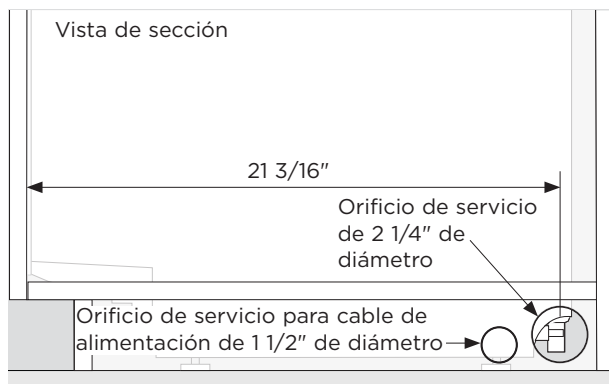 Vista de sección
21 3/16"
Orificio de servicio
de 2 1/4" de
diámetro
Orificio de servicio para cable de
alimentación de 1 1/2" de diámetro